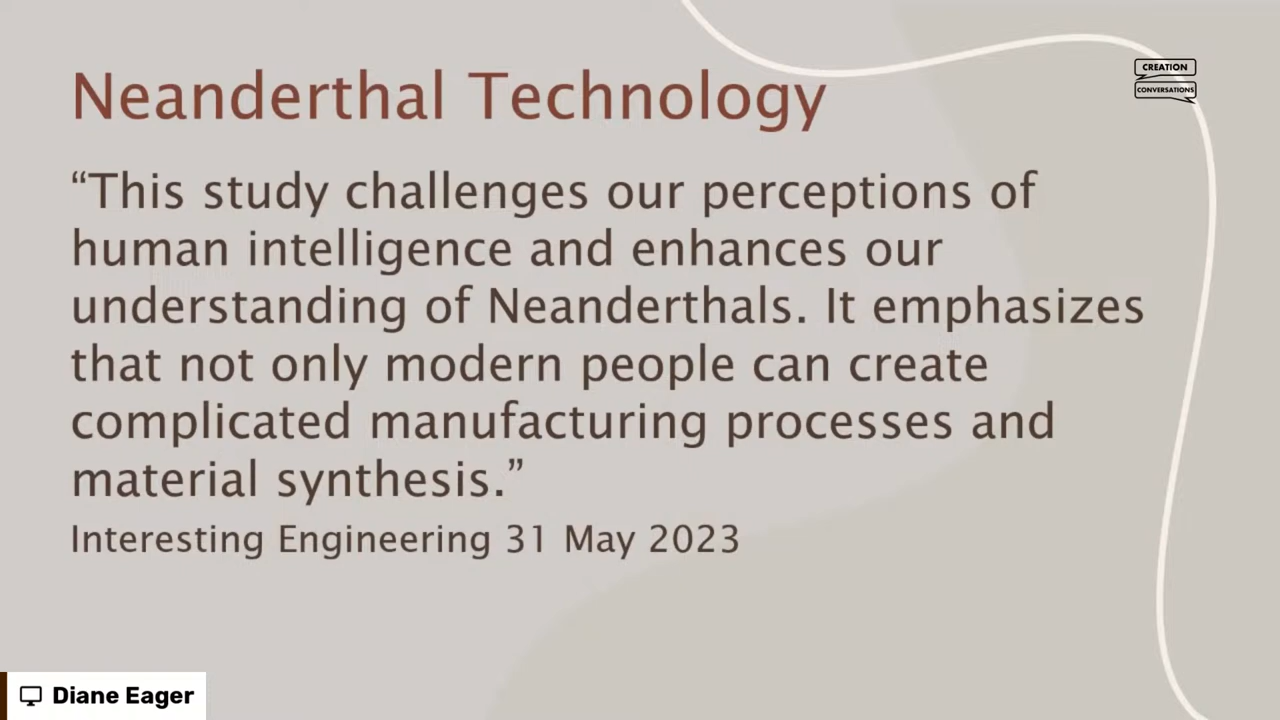 CREATION
CONVERSATIONS
Neanderthal Technology
“This study challenges our perceptions of
human intelligence and enhances our
understanding of Neanderthals. It emphasizes
that not only modern people can create
complicated manufacturing processes and
material synthesis.”
Interesting Engineering 31 May 2023
Diane Eager